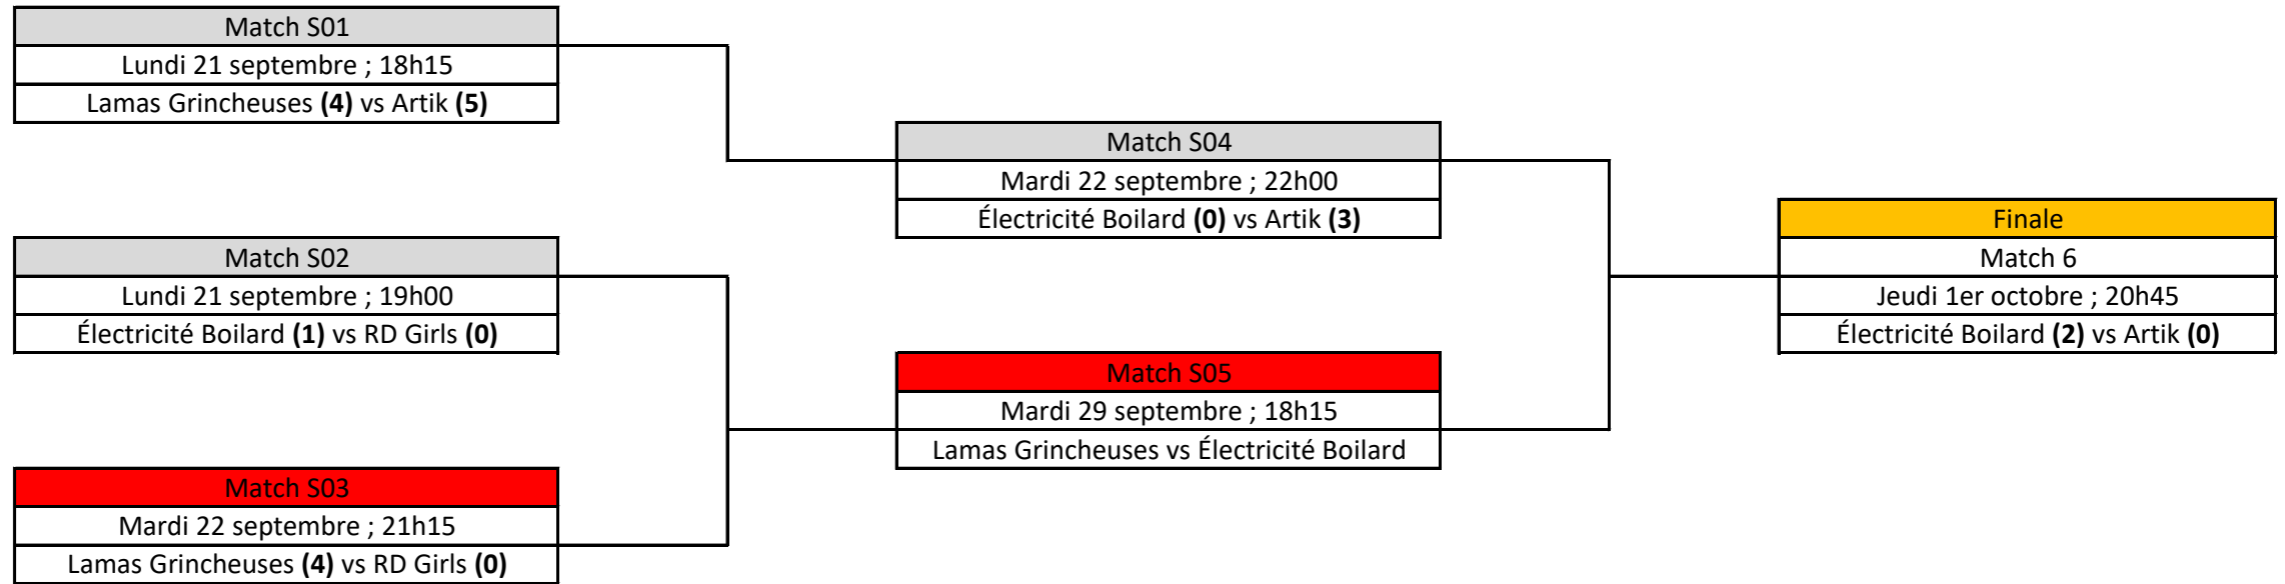 Match S01
Lundi 21 septembre ; 18h15
Lamas Grincheuses (4) vs Artik (5)
Match S02
Lundi 21 septembre ; 19h00
Électricité Boilard (1) vs RD Girls (0)
Match S03
Mardi 22 septembre ; 21h15
Lamas Grincheuses (4) vs RD Girls (0)
Match S04
Mardi 22 septembre ; 22h00
Électricité Boilard (0) vs Artik (3)
Match S05
Mardi 29 septembre ; 18h15
Lamas Grincheuses vs Électricité Boilard
Finale
Match 6
Jeudi 1er octobre ; 20h45
Électricité Boilard (2) vs Artik (0)